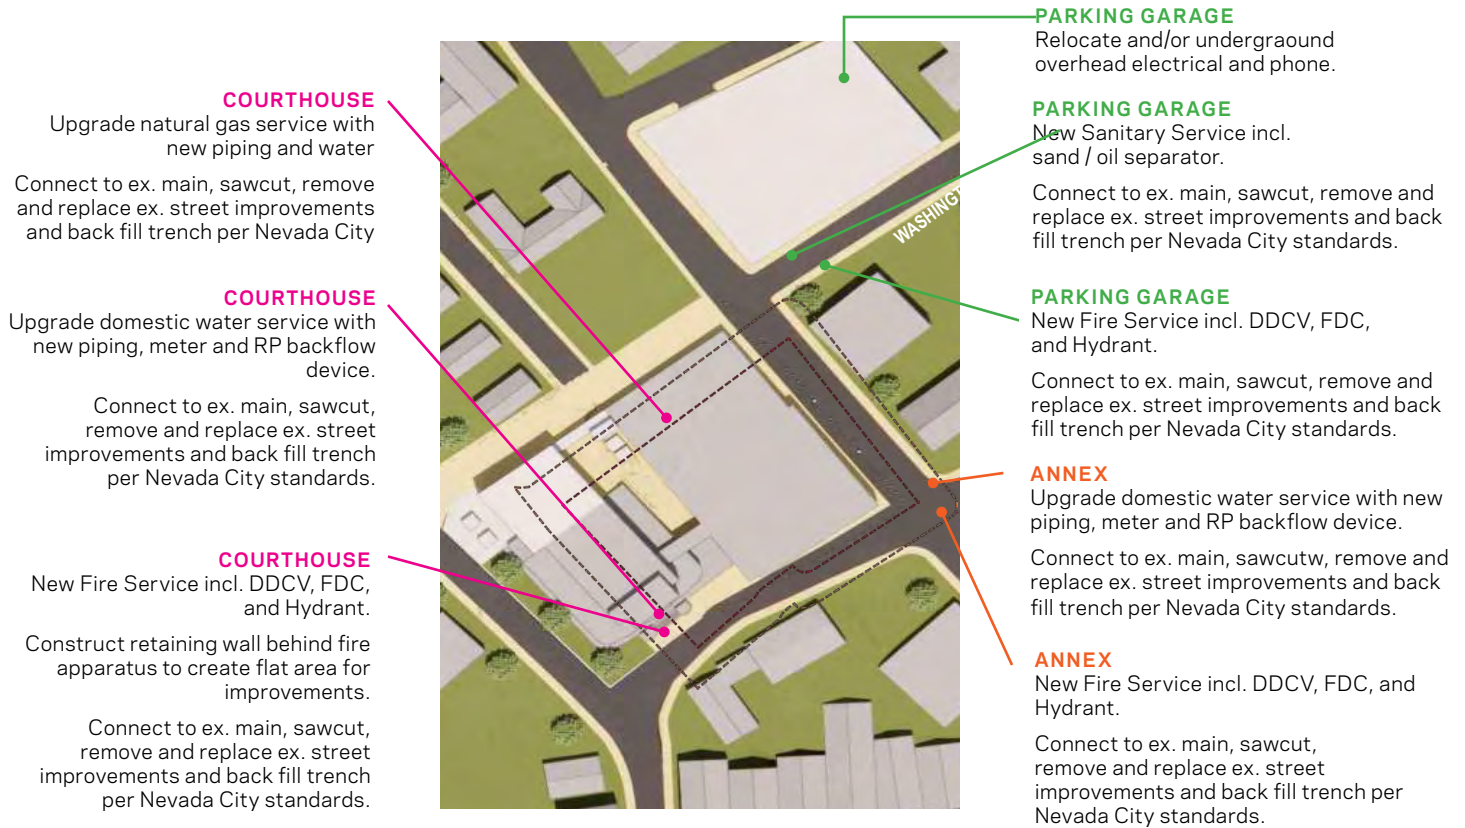 COURTHOUSE
Upgrade natural gas service with
new piping and water
Connect to ex. main, sawcut, remove
and replace ex. street improvements
and back fill trench per Nevada City
COURTHOUSE
Upgrade domestic water service with
new piping, meter and RP backflow
device.
Connect to ex. main, sawcut,
remove and replace ex. street
improvements and back fill trench
per Nevada City standards.
COURTHOUSE
New Fire Service incl. DDCV, FDC,
and Hydrant.
Construct retaining wall behind fire
apparatus to create flat area for
improvements.
Connect to ex. main, sawcut,
remove and replace ex. street
improvements and back fill trench
per Nevada City standards.
WASHINGT
PARKING GARAGE
Relocate and/or undergraound
overhead electrical and phone.
PARKING GARAGE
New Sanitary Service incl.
sand / oil separator.
Connect to ex. main, sawcut, remove and
replace ex. street improvements and back
fill trench per Nevada City standards.
PARKING GARAGE
New Fire Service incl. DDCV, FDC,
and Hydrant.
Connect to ex. main, sawcut, remove and
replace ex. street improvements and back
fill trench per Nevada City standards.
ANNEX
Upgrade domestic water service with new
piping, meter and RP backflow device.
Connect to ex. main, sawcutw, remove and
replace ex. street improvements and back
fill trench per Nevada City standards.
ANNEX
New Fire Service incl. DDCV, FDC, and
Hydrant.
Connect to ex. main, sawcut,
remove and replace ex. street
improvements and back fill trench per
Nevada City standards.